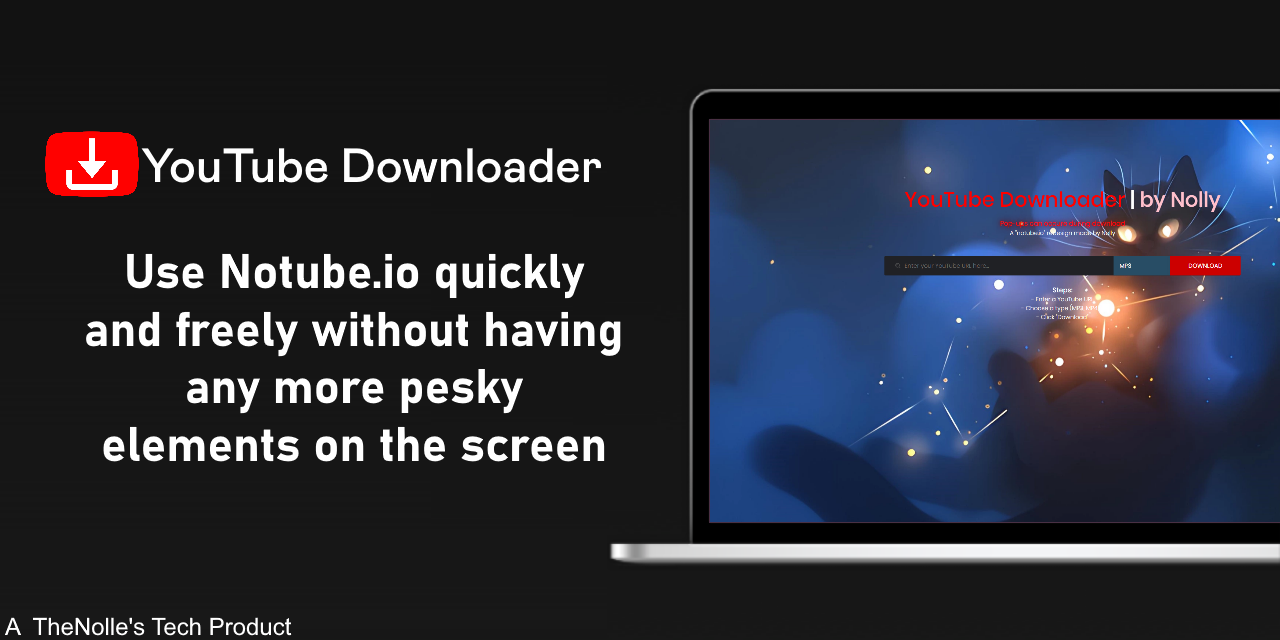 YouTube Downloader
Use Notube.io quickly
and freely without having
any more pesky
elements on the screen
YouTube Downloader | by Nolly
A "notube.io" redesign made by Nolly
Enter your YouTube URL here...
MP3
DOWNLOAD
Steps:
- Enter a YouTube URL
- Choose a type (MP3, MP4)
- Click "Download"
A TheNolle's Tech Product